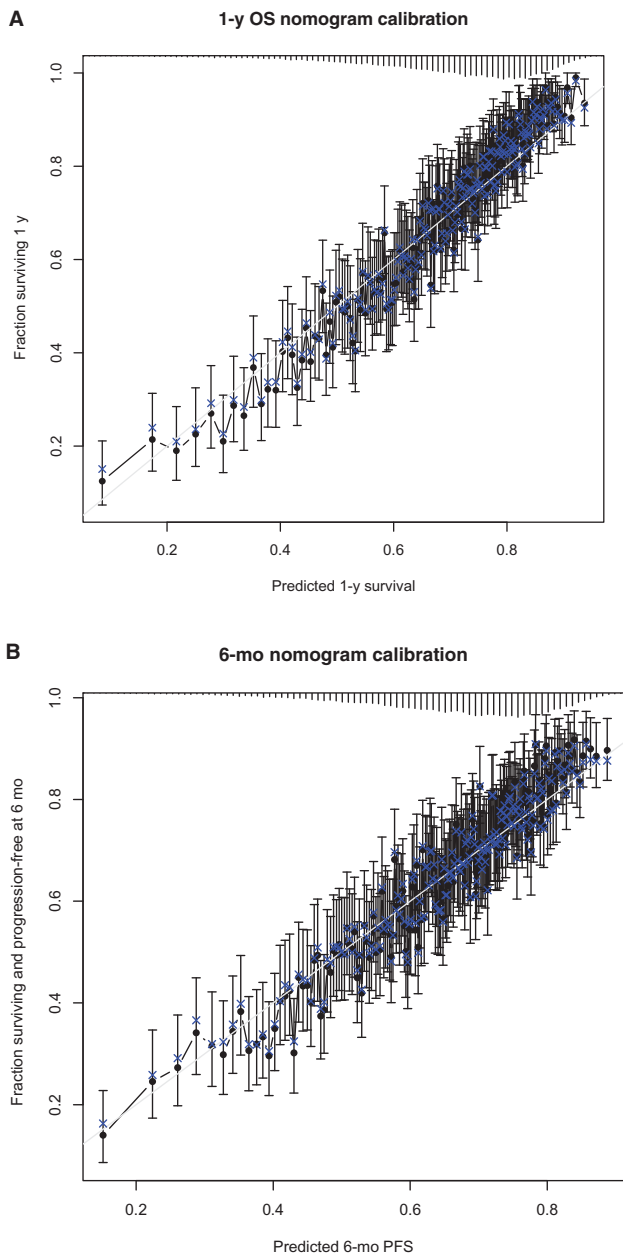 A
1-y OS nomogram calibration
1.0
0.8
0.6
0.4
0.2
Fraction surviving 1 y
0.2 0.4 0.6 0.8
Predicted 1-y survival
B
6-mo nomogram calibration
1.0
0.8
0.6
0.4
0.2
Fraction surviving and progression-free at 6 mo
0.2 0.4 0.6 0.8
Predicted 6-mo PFS